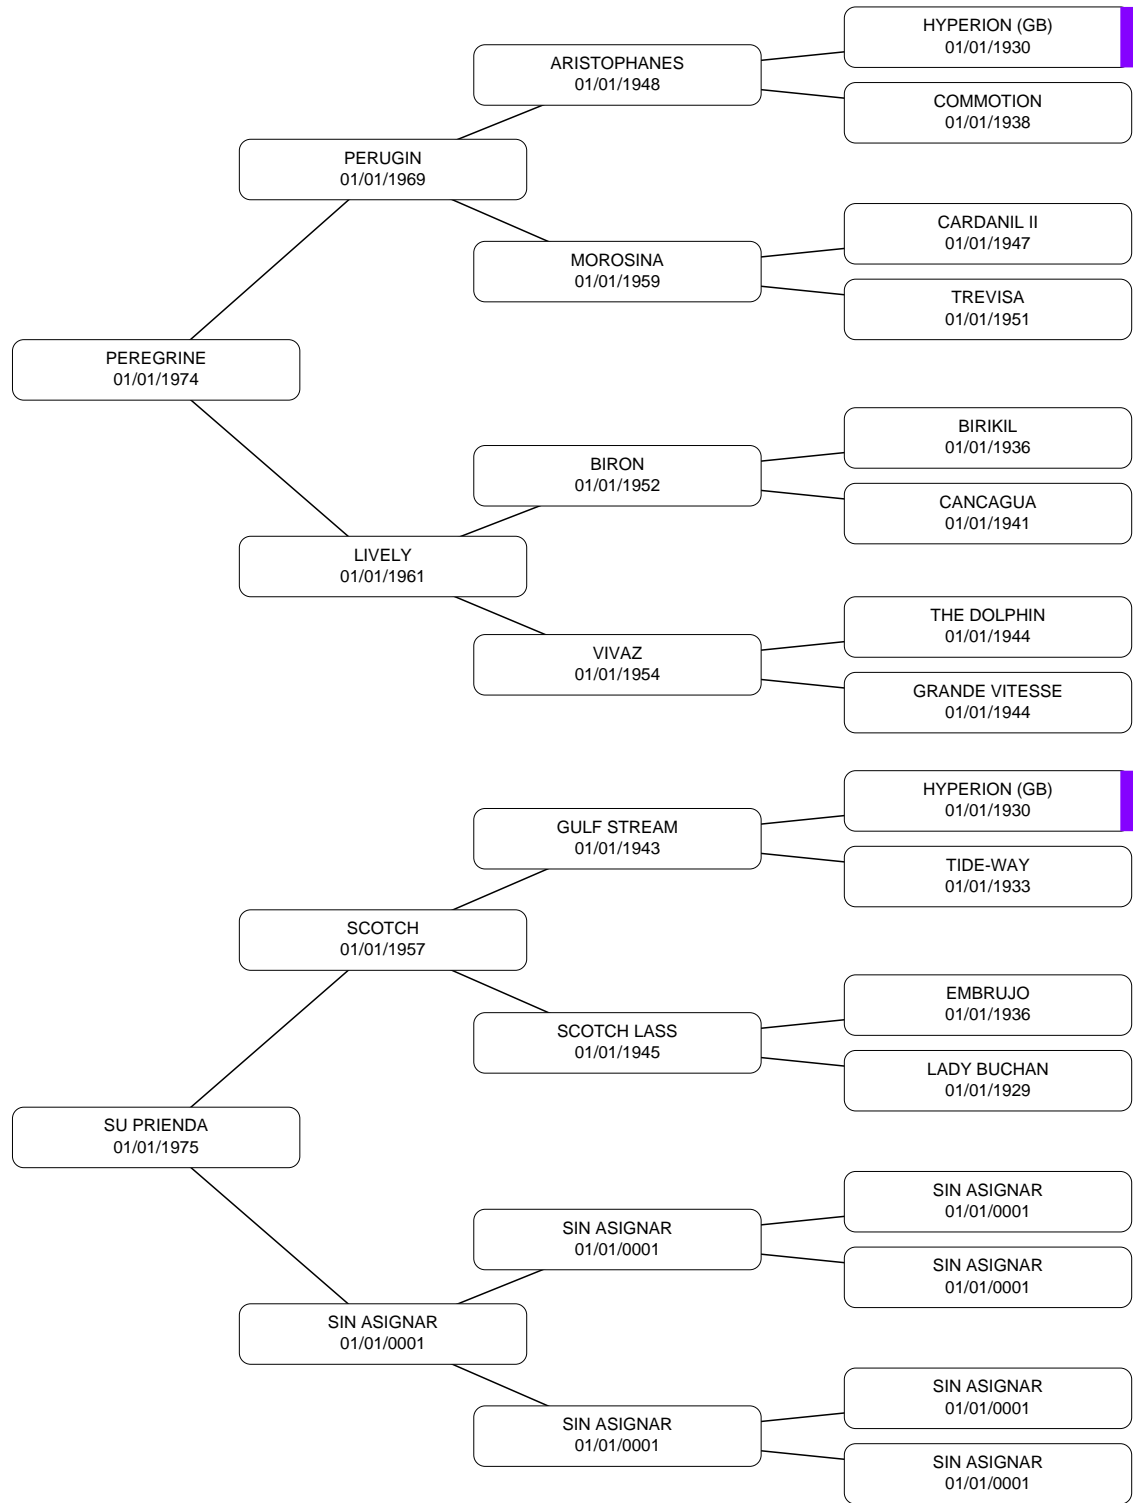 HYPERION (GB)
01/01/1930
ARISTOPHANES
01/01/1948
COMMOTION
01/01/1938
PERUGIN
01/01/1969
CARDANIL II
01/01/1947
MOROSINA
01/01/1959
TREVISA
01/01/1951
PEREGRINE
01/01/1974
BIRIKIL
01/01/1936
BIRON
01/01/1952
CANCAGUA
01/01/1941
LIVELY
01/01/1961
THE DOLPHIN
01/01/1944
VIVAZ
01/01/1954
GRANDE VITESSE
01/01/1944
HYPERION (GB)
01/01/1930
GULF STREAM
01/01/1943
TIDE-WAY
01/01/1933
SCOTCH
01/01/1957
EMBRUJO
01/01/1936
SCOTCH LASS
01/01/1945
LADY BUCHAN
01/01/1929
SU PRIENDA
01/01/1975
SIN ASIGNAR
01/01/0001
SIN ASIGNAR
01/01/0001
SIN ASIGNAR
01/01/0001
SIN ASIGNAR
01/01/0001
SIN ASIGNAR
01/01/0001
SIN ASIGNAR
01/01/0001
SIN ASIGNAR
01/01/0001